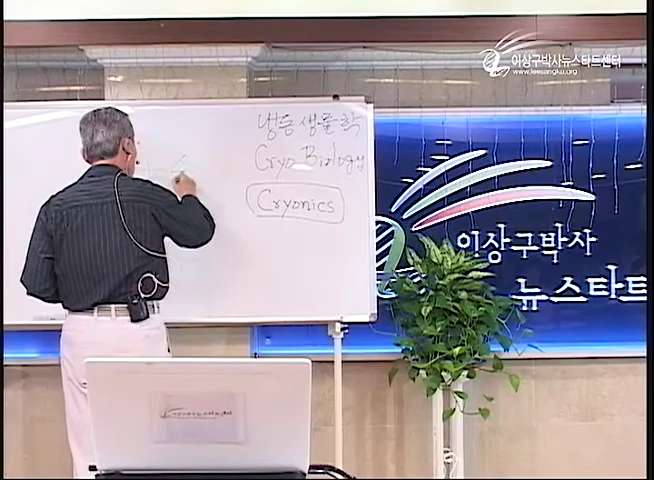 이상구박사뉴스타트센터
www.leesangku.org
냉동 생물학
Cryo Biology
Cryonics
이상구박사
뉴스타트